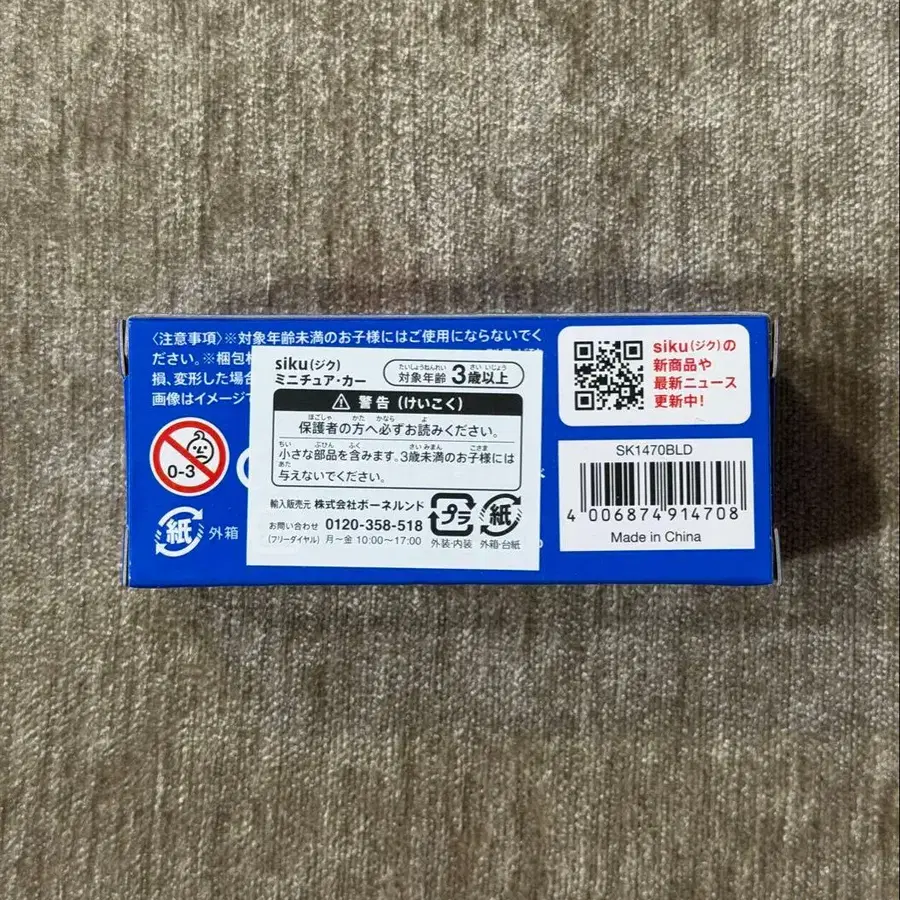 〈注意事項〉※対象年齢未満のお子様にはご使用にならないでく
ださい。※梱包
損、変形した場合
画像はイメージで
0-3
紙 外箱
siku(ジク)
ミニチュア・カー
たいしょうねんれい さい いじょう
対象年齢 3歳以上
警告(けいこく)
ほごしゃ かた かなら よ
保護者の方へ必ずお読みください。
ちい ぶひん ふく さい みまん こさま
小さな部品を含みます。3歳未満のお子様には
あた
与えないでください。
輸入販売元 株式会社ボーネルンド
お問い合わせ 0120-358-518
(フリーダイヤル) 月〜金 10:00〜17:00
プラ 紙
外装・内装 外箱・台紙
siku(ジク)の
新商品や
最新ニュース
更新中!
SK1470BLD
4 006874 914708
Made in China